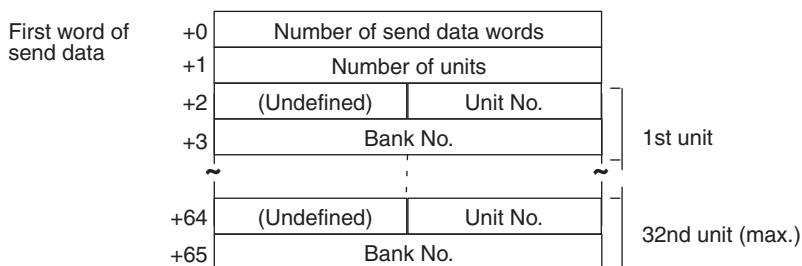 First word of
send data
+0 Number of send data words
+1 Number of units
+2 (Undefined) Unit No.
+3 Bank No.
1st unit
+64 (Undefined) Unit No.
+65 Bank No.
32nd unit (max.)